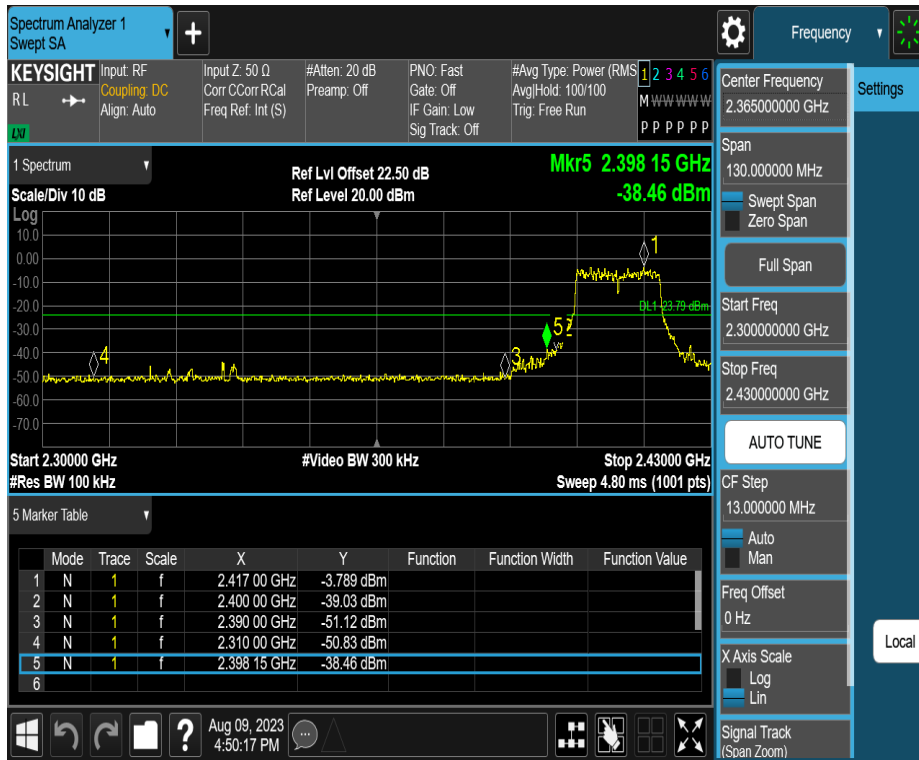 Spectrum Analyzer 1
Swept SA
+
Frequency
KEYSIGHT
R L
LXI
Input: RF
Coupling: DC
Align: Auto
Input Z: 50 Ω
Corr CCorr RCal
Freq Ref: Int (S)
#Atten: 20 dB
Preamp: Off
PNO: Fast
Gate: Off
IF Gain: Low
Sig Track: Off
#Avg Type: Power (RMS
Avg|Hold: 100/100
Trig: Free Run
1 2 3 4 5 6
M W W W W W
P P P P P P
1 Spectrum
Scale/Div 10 dB
Ref Lvl Offset 22.50 dB
Ref Level 20.00 dBm
Mkr5 2.398 15 GHz
-38.46 dBm
Log
10.0
0.00
-10.0
-20.0
-30.0
-40.0
-50.0
-60.0
-70.0
1
DL1 -23.79 dBm
5
2
3
4
Start 2.30000 GHz
#Video BW 300 kHz
Stop 2.43000 GHz
#Res BW 100 kHz
Sweep 4.80 ms (1001 pts)
5 Marker Table
Mode Trace Scale X Y Function Function Width Function Value
1 N 1 f 2.417 00 GHz -3.789 dBm
2 N 1 f 2.400 00 GHz -39.03 dBm
3 N 1 f 2.390 00 GHz -51.12 dBm
4 N 1 f 2.310 00 GHz -50.83 dBm
5 N 1 f 2.398 15 GHz -38.46 dBm
6
?
Aug 09, 2023
4:50:17 PM
Center Frequency
2.365000000 GHz
Span
130.000000 MHz
Swept Span
Zero Span
Full Span
Start Freq
2.300000000 GHz
Stop Freq
2.430000000 GHz
AUTO TUNE
CF Step
13.000000 MHz
Auto
Man
Freq Offset
0 Hz
X Axis Scale
Log
Lin
Signal Track
(Span Zoom)
Settings
Local